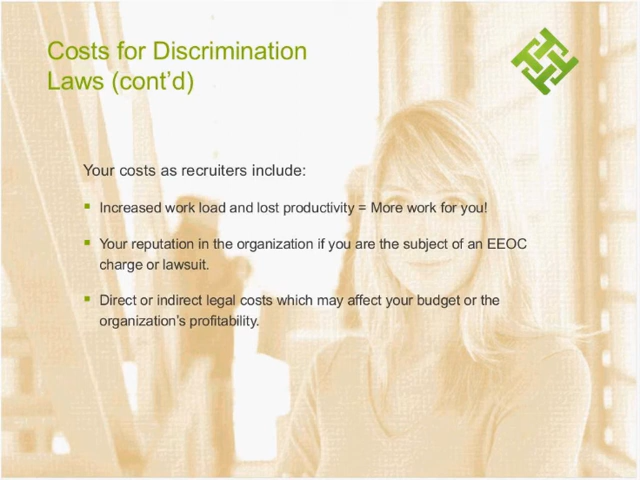 Costs for Discrimination
Laws (cont’d)
Your costs as recruiters include:
Increased work load and lost productivity = More work for you!
Your reputation in the organization if you are the subject of an EEOC
charge or lawsuit.
Direct or indirect legal costs which may affect your budget or the
organization’s profitability.